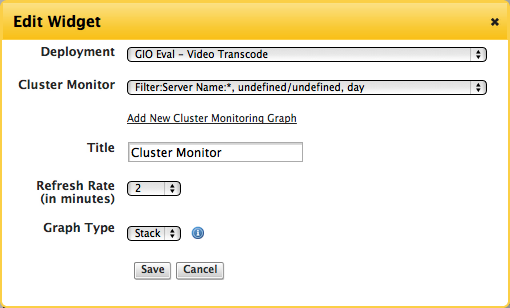 Edit Widget
Deployment GIO Eval – Video Transcode
Cluster Monitor Filter:Server Name:*, undefined/undefined, day
Add New Cluster Monitoring Graph
Title Cluster Monitor
Refresh Rate 2
(in minutes)
Graph Type Stack
Save Cancel